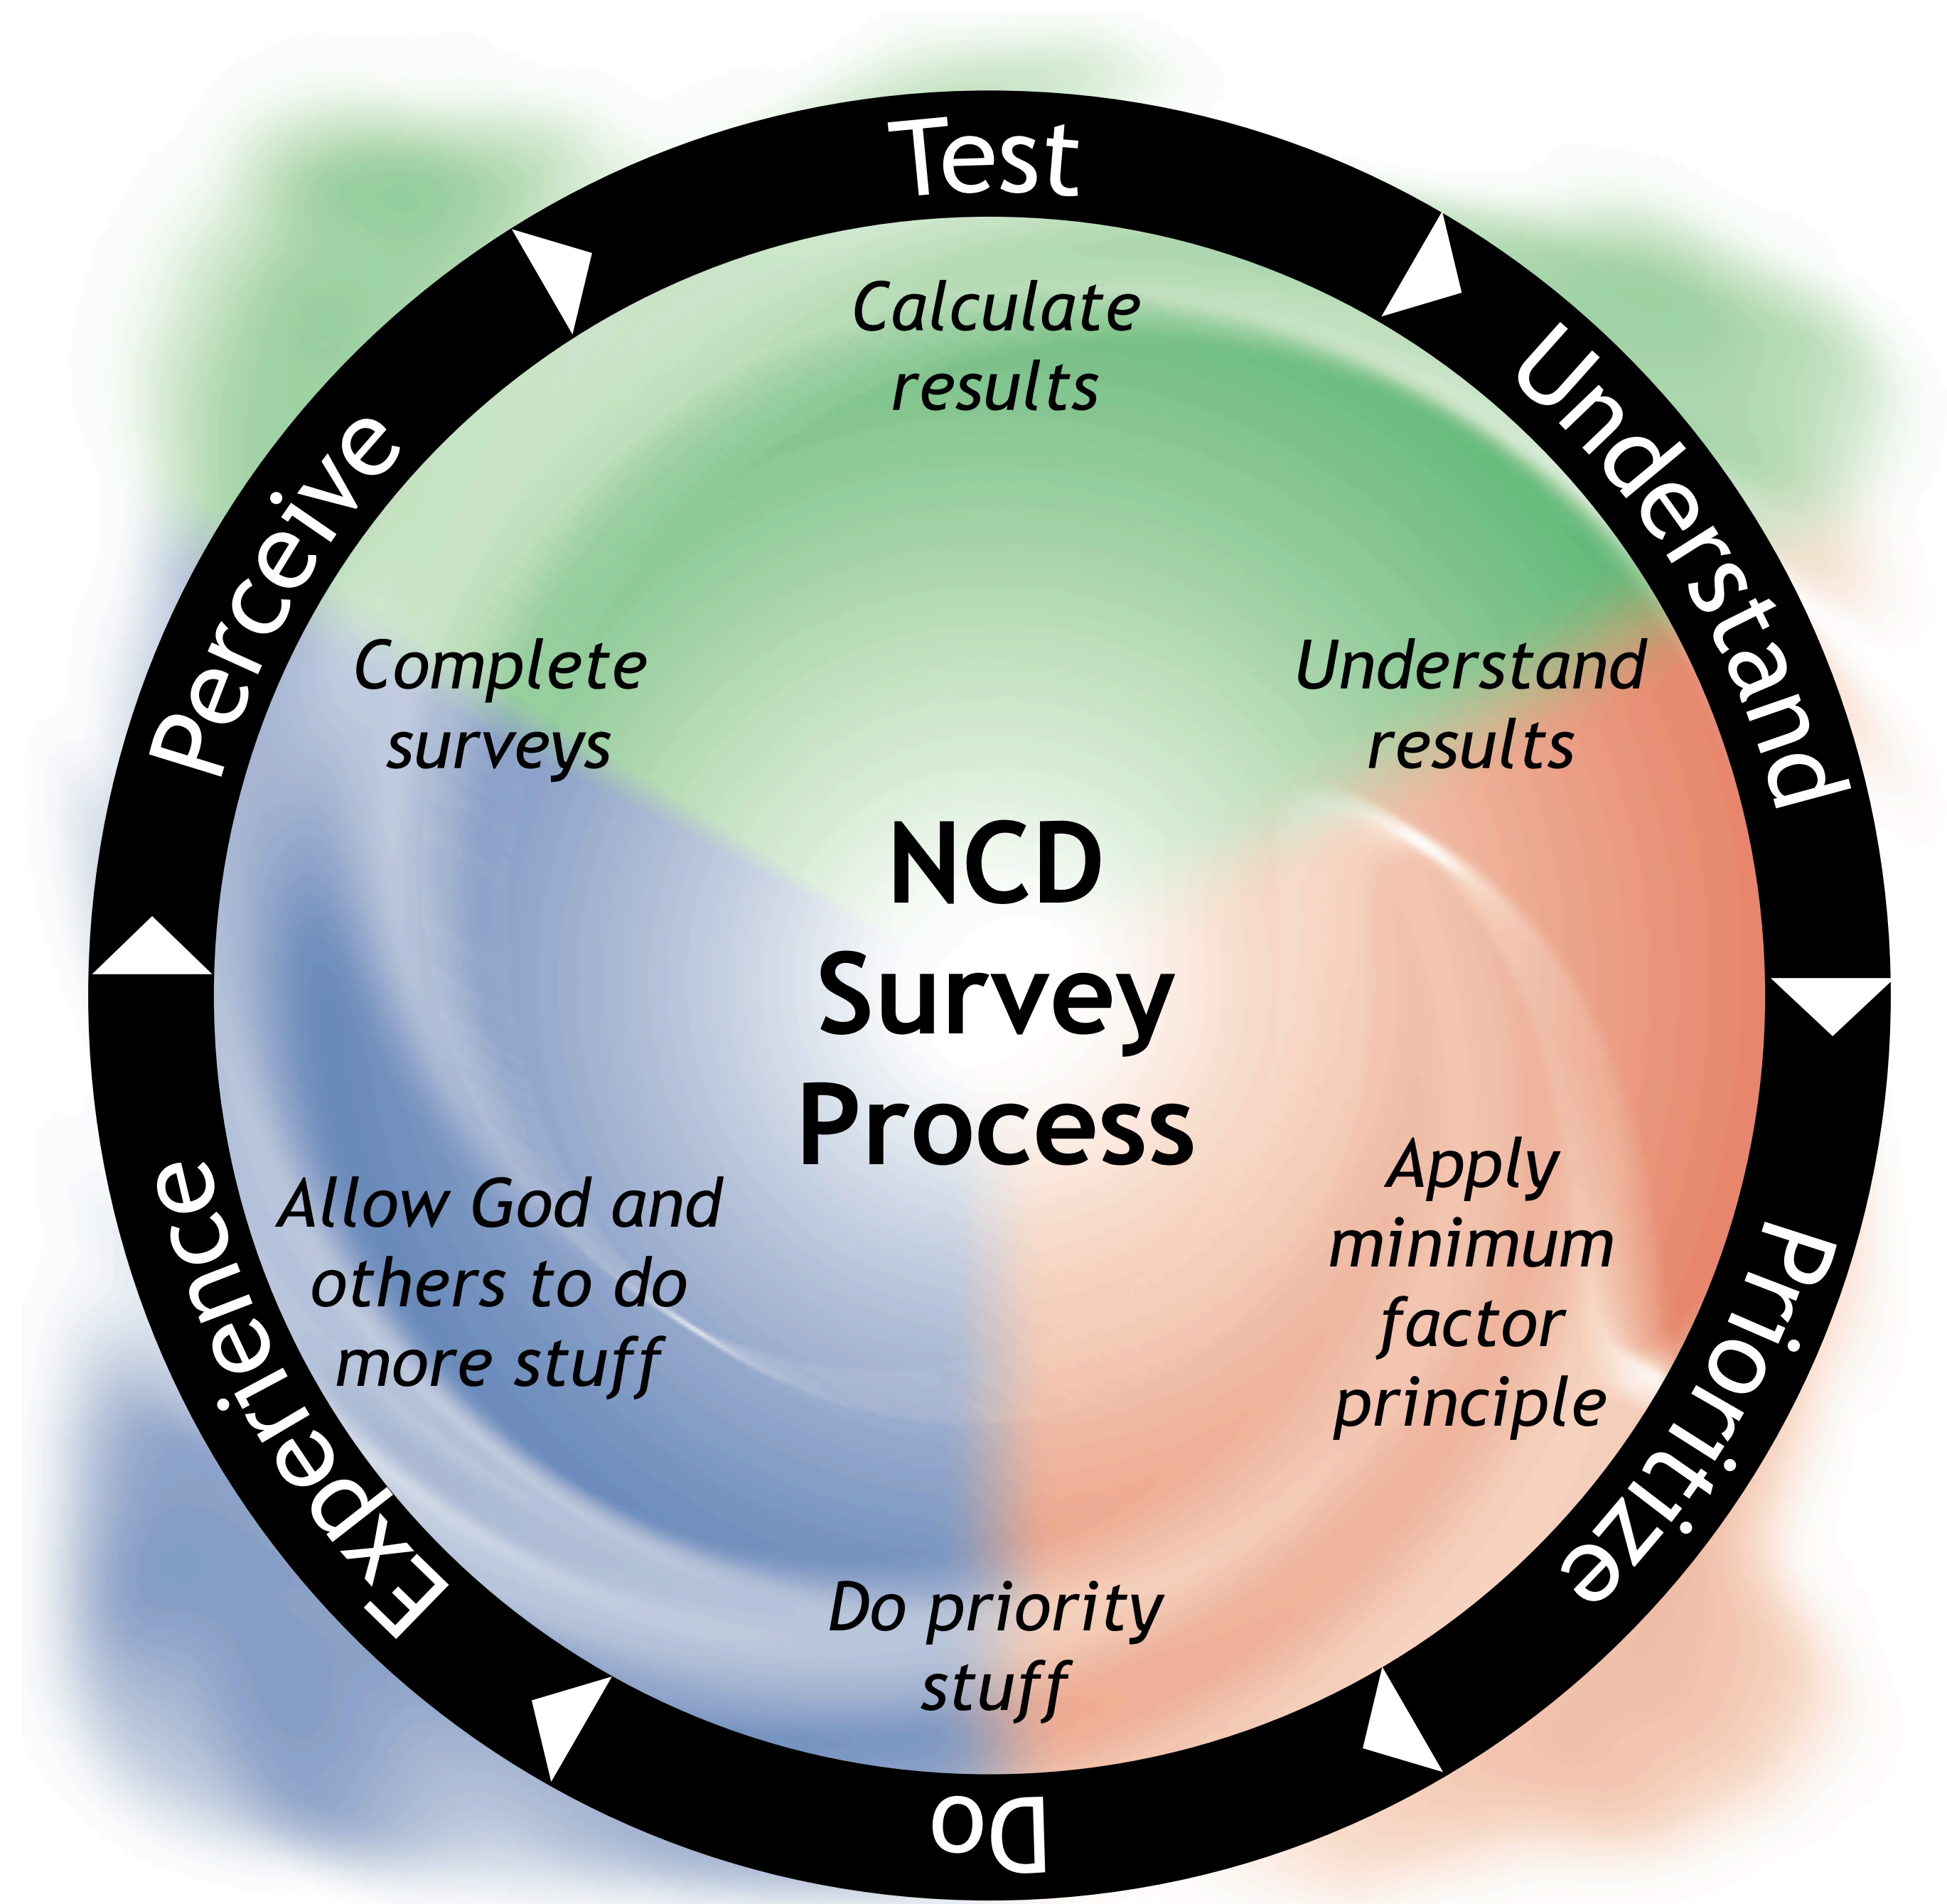 Test
Understand
Prioritize
Do
Experience
Perceive
Calculate
results
Understand
results
Apply
minimum
factor
principle
Do priority
stuff
Allow God and
others to do
more stuff
Complete
surveys
NCD
Survey
Process